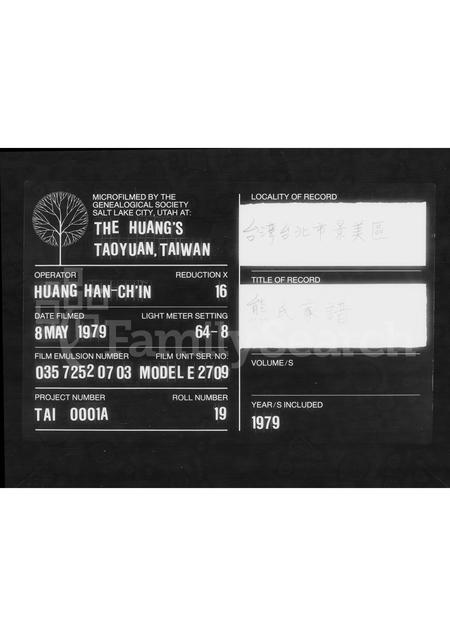 MICROFILMED BY THE
GENEALOGICAL SOCIETY
SALT LAKE CITY, UTAH AT:
THE HUANG'S
TAOYUAN, TAIWAN
OPERATOR REDUCTION X
HUANG HAN-CH'IN 16
DATE FILMED LIGHT METER SETTING
8 MAY 1979 64-8
FILM EMULSION NUMBER FILM UNIT SER. NO.
035 7252 07 03 MODEL E 2709
PROJECT NUMBER ROLL NUMBER
TAI 0001A 19
LOCALITY OF RECORD
台湾台北市景美區
TITLE OF RECORD
熊氏家譜
VOLUME/S
YEAR/S INCLUDED
1979
FamilySearch